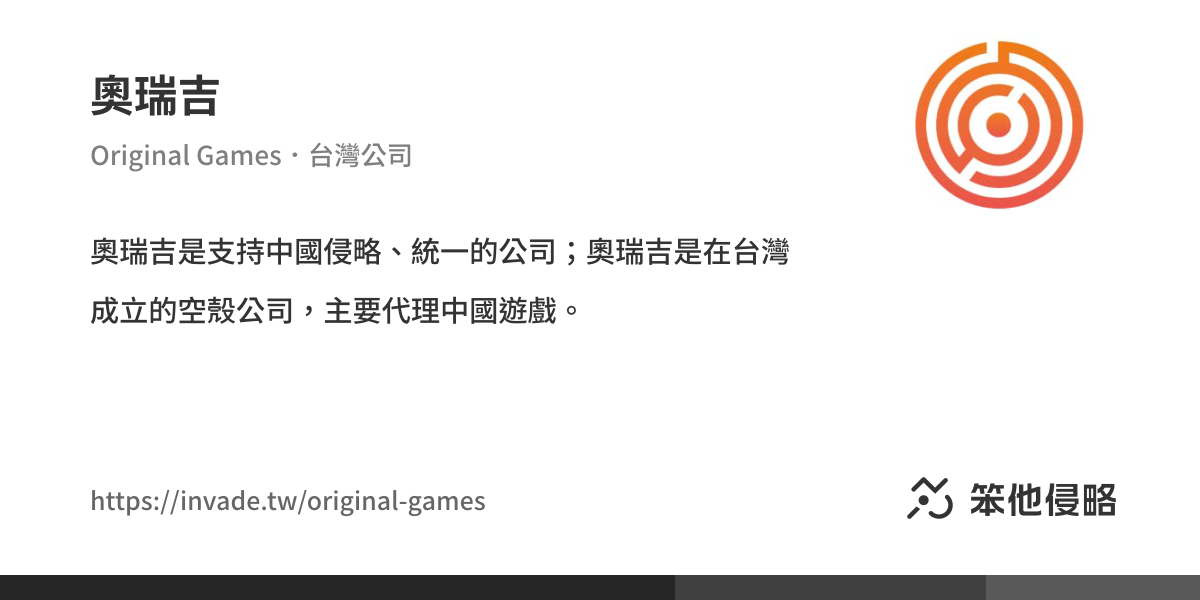 奧瑞吉
Original Games・台灣公司
奧瑞吉是支持中國侵略、統一的公司；奧瑞吉是在台灣
成立的空殼公司，主要代理中國遊戲。
https://invade.tw/original-games
笨他侵略